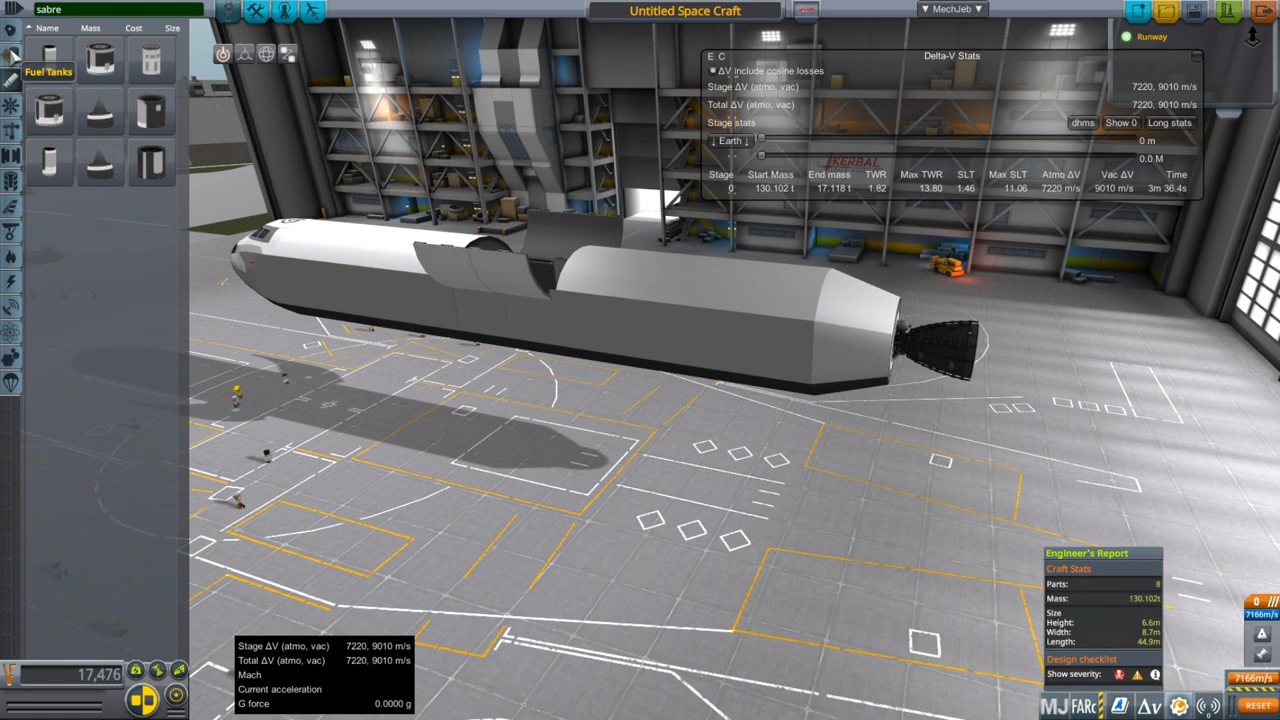 sabre
Untitled Space Craft
▼ MechJeb ▼
Name Mass Cost Size
Fuel Tanks
Runway
E C Delta-V Stats
ΔV include cosine losses
Stage ΔV (atmo, vac) 7220, 9010 m/s
Total ΔV (atmo, vac) 7220, 9010 m/s
Stage stats dhms Show 0 Long stats
↓ Earth ↓ 0 m
0.0 M
KERBAL
Stage Start Mass End mass TWR Max TWR SLT Max SLT Atmo ΔV Vac ΔV Time
0 130.102 t 17.118 t 1.82 13.80 1.46 11.06 7220 m/s 9010 m/s 3m 36.4s
Engineer's Report
Craft Stats
Parts: 8
Mass: 130.102t
Size
Height: 6.6m
Width: 8.7m
Length: 44.9m
Design checklist
Show severity:
0
7166m/s
7166m/s
RESET
Stage ΔV (atmo, vac) 7220, 9010 m/s
Total ΔV (atmo, vac) 7220, 9010 m/s
Mach
Current acceleration
G force 0.0000 g
17,476
MJ FARc Δv